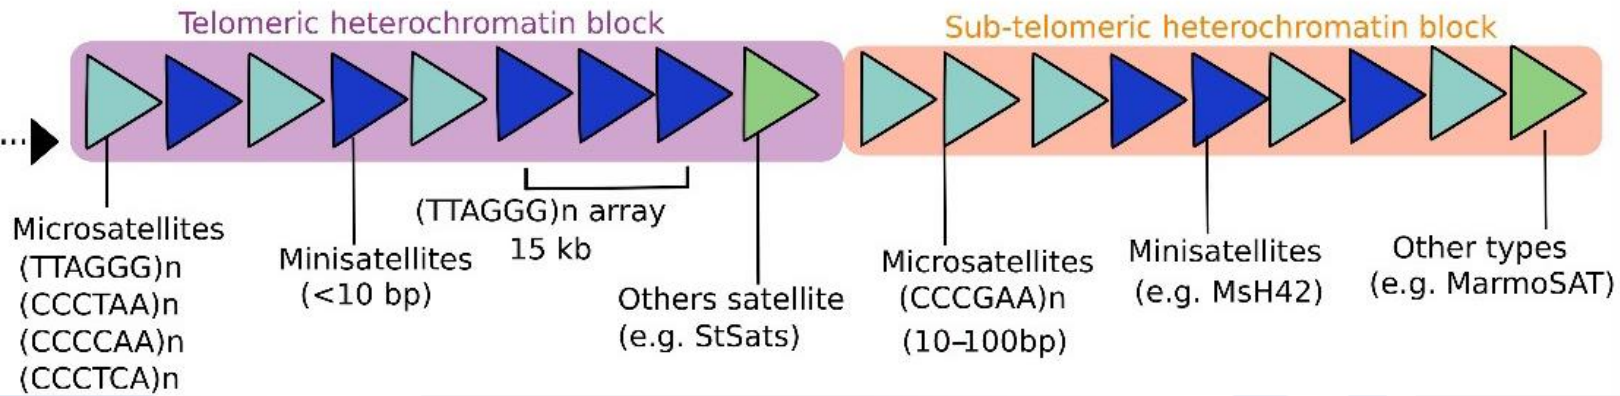 Telomeric heterochromatin block
Sub-telomeric heterochromatin block
...
Microsatellites
(TTAGGG)n
(CCCTAA)n
(CCCCAA)n
(CCCTCA)n
Minisatellites
(<10 bp)
(TTAGGG)n array
15 kb
Others satellite
(e.g. StSats)
Microsatellites
(CCCGAA)n
(10–100bp)
Minisatellites
(e.g. MsH42)
Other types
(e.g. MarmoSAT)